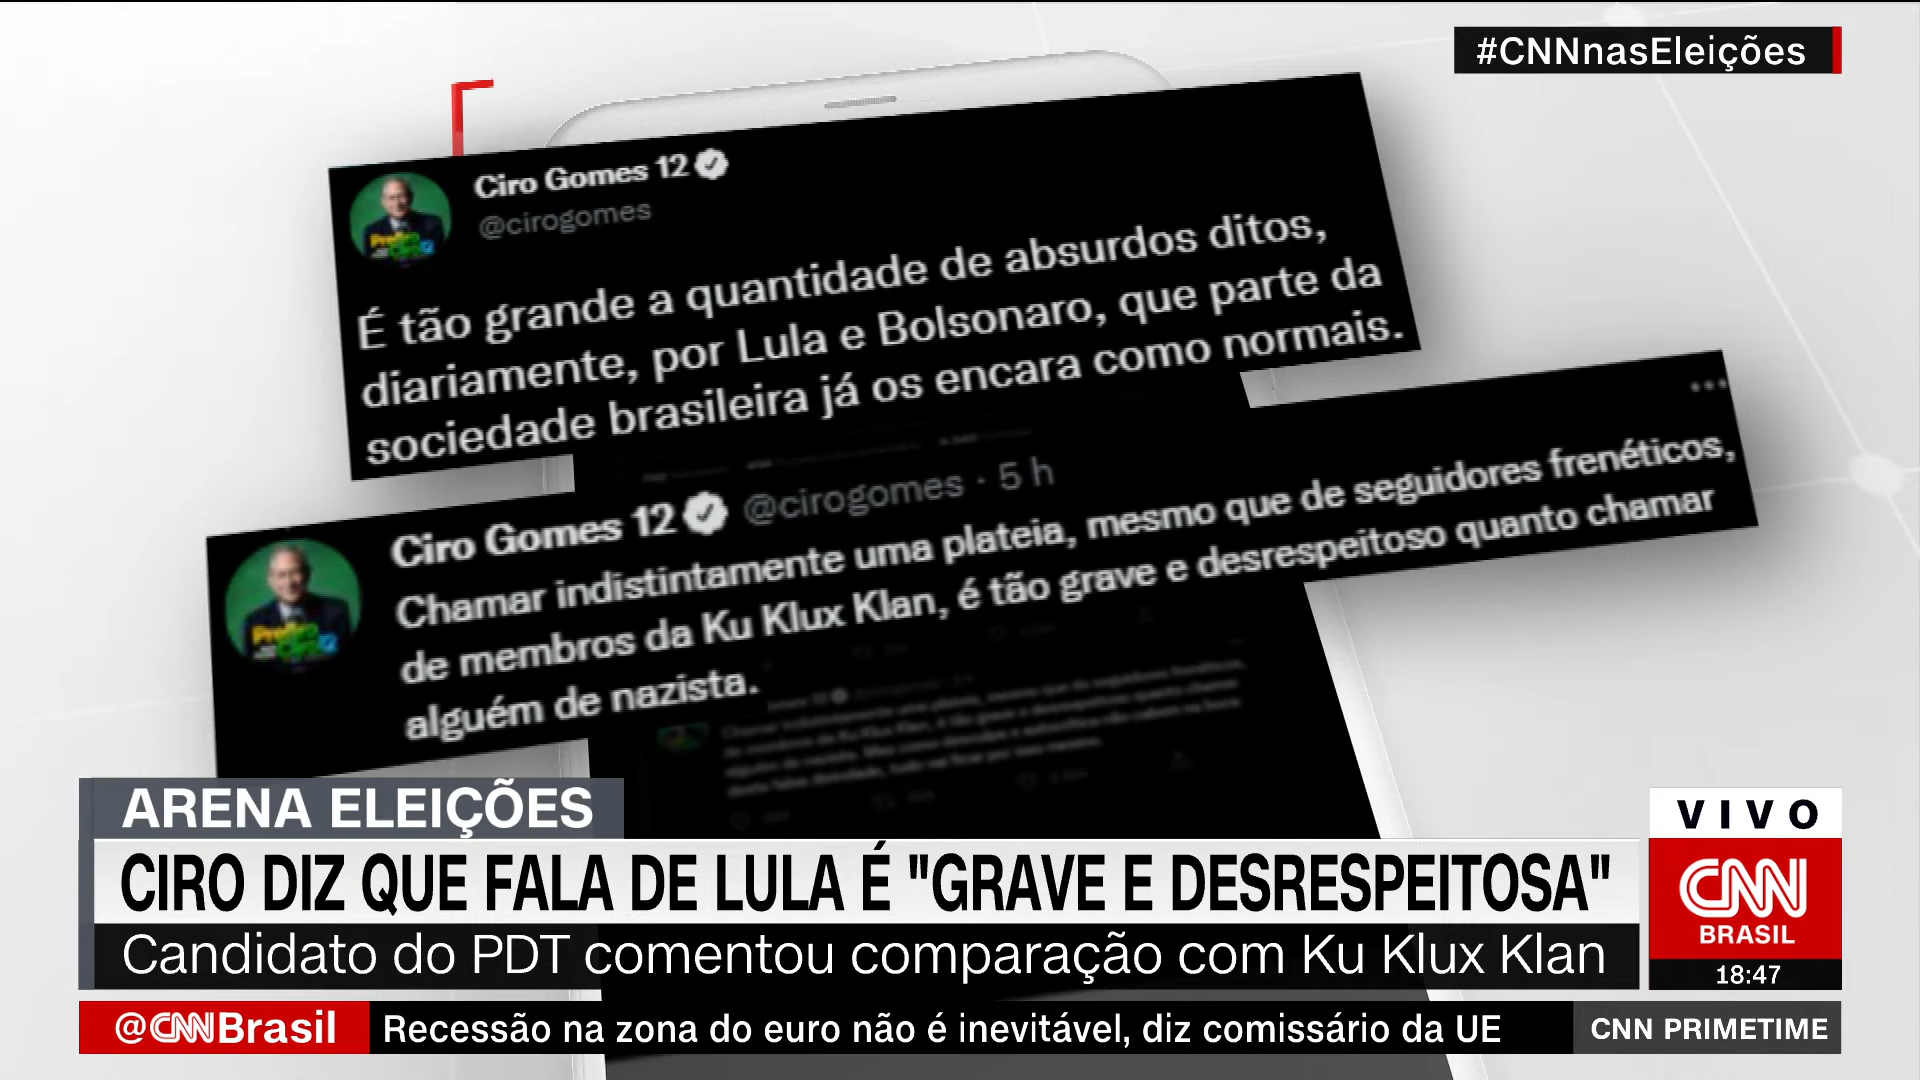 #CNNnasEleições
Ciro Gomes 12
@cirogomes
É tão grande a quantidade de absurdos ditos,
diariamente, por Lula e Bolsonaro, que parte da
sociedade brasileira já os encara como normais.
Ciro Gomes 12 @cirogomes · 5 h
Chamar indistintamente uma plateia, mesmo que de seguidores frenéticos,
de membros da Ku Klux Klan, é tão grave e desrespeitoso quanto chamar
alguém de nazista.
ARENA ELEIÇÕES
CIRO DIZ QUE FALA DE LULA É "GRAVE E DESRESPEITOSA"
Candidato do PDT comentou comparação com Ku Klux Klan
VIVO
CNN
BRASIL
18:47
@CNNBrasil
Recessão na zona do euro não é inevitável, diz comissário da UE
CNN PRIMETIME